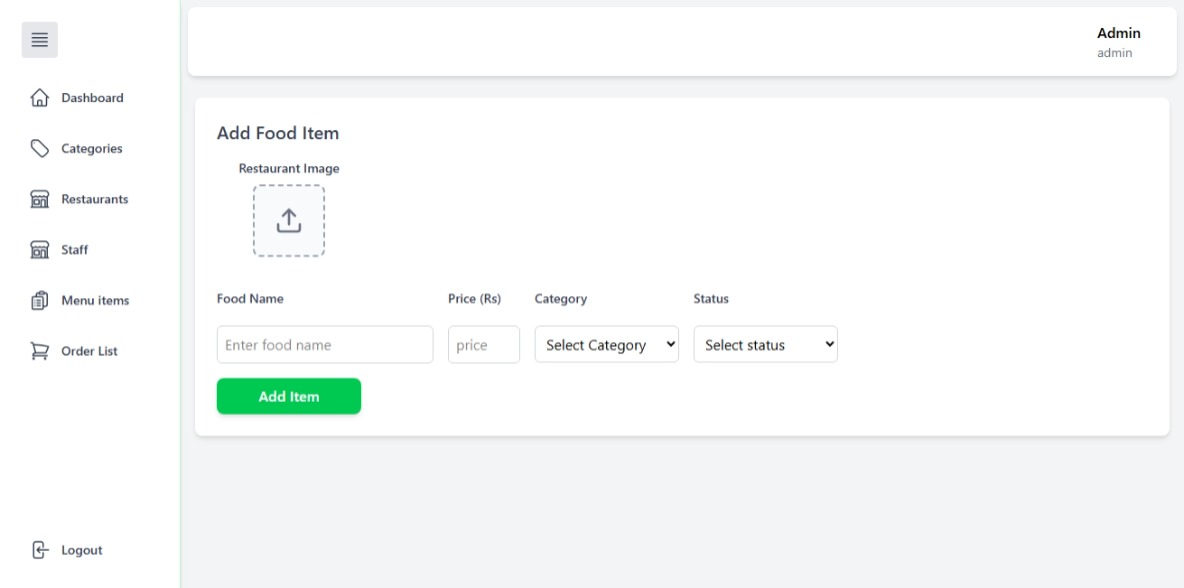 Admin
admin
Dashboard
Categories
Restaurants
Staff
Menu items
Order List
Logout
Add Food Item
Restaurant Image
Food Name
Price (Rs)
Category
Status
Enter food name
price
Select Category
Select status
Add Item